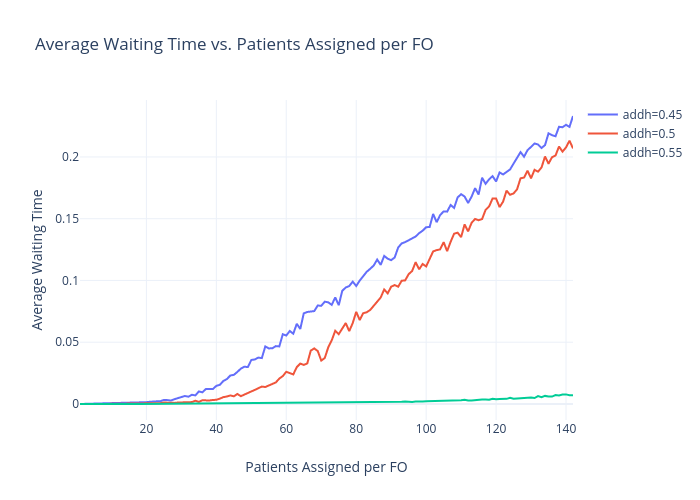 Average Waiting Time vs. Patients Assigned per FO
addh=0.45
addh=0.5
addh=0.55
Average Waiting Time
0.2
0.15
0.1
0.05
0
20 40 60 80 100 120 140
Patients Assigned per FO